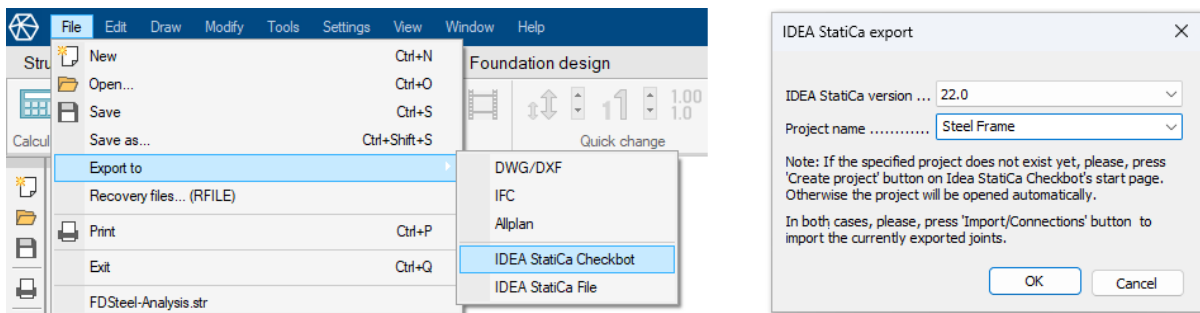 File Edit Draw Modify Tools Settings View Window Help
New Ctrl+N
Open... Ctrl+O
Save Ctrl+S
Save as... Ctrl+Shift+S
Export to
Recovery files... (RFILE)
Print Ctrl+P
Exit Ctrl+Q
FDSteel-Analysis.str
Stru
Calcul
Foundation design
1.00
1.0
Quick change
DWG/DXF
IFC
Allplan
IDEA StatiCa Checkbot
IDEA StatiCa File
IDEA StatiCa export
IDEA StatiCa version ... 22.0
Project name ............ Steel Frame
Note: If the specified project does not exist yet, please, press
'Create project' button on Idea StatiCa Checkbot's start page.
Otherwise the project will be opened automatically.
In both cases, please, press 'Import/Connections' button to
import the currently exported joints.
OK Cancel